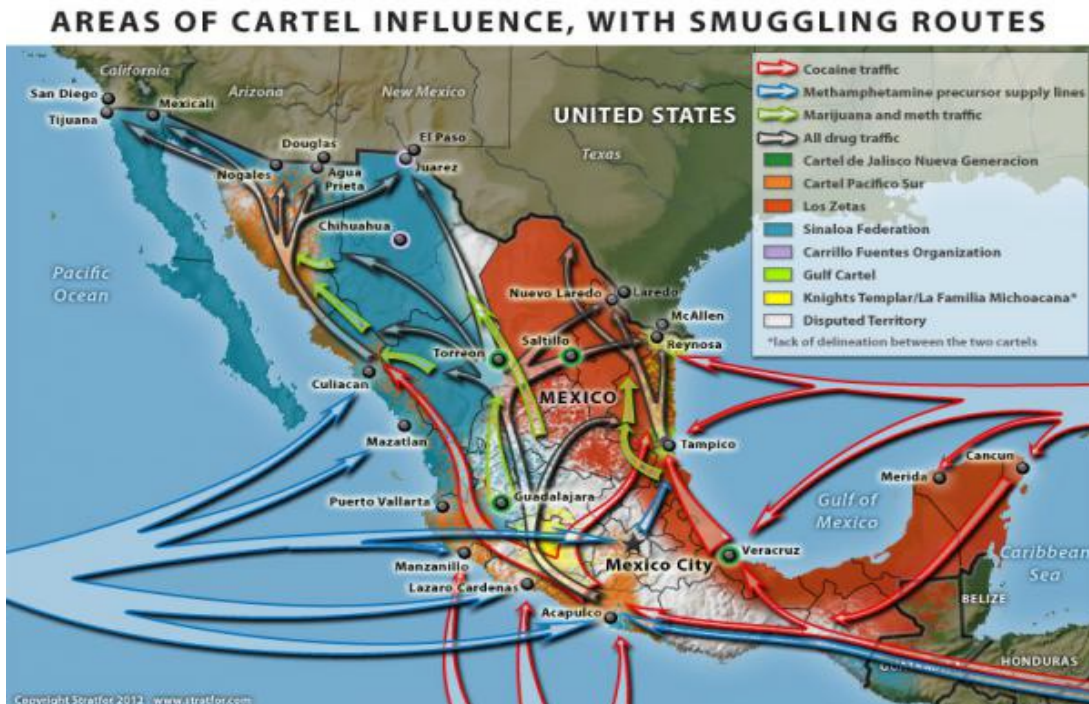 AREAS OF CARTEL INFLUENCE, WITH SMUGGLING ROUTES
California
San Diego
Mexicali
Tijuana
Arizona
New Mexico
UNITED STATES
Texas
Douglas
El Paso
Juarez
Nogales
Agua
Prieta
Chihuahua
Pacific
Ocean
Nuevo Laredo
Laredo
McAllen
Reynosa
Saltillo
Torreon
MEXICO
Culiacan
Mazatlan
Tampico
Cancun
Merida
Puerto Vallarta
Guadalajara
Gulf of
Mexico
Veracruz
Manzanillo
Mexico City
Caribbean
Sea
Lazaro Cardenas
BELIZE
Acapulco
HONDURAS
Cocaine traffic
Methamphetamine precursor supply lines
Marijuana and meth traffic
All drug traffic
Cartel de Jalisco Nueva Generacion
Cartel Pacifico Sur
Los Zetas
Sinaloa Federation
Carrillo Fuentes Organization
Gulf Cartel
Knights Templar/La Familia Michoacana*
Disputed Territory
*lack of delineation between the two cartels
Copyright Stratfor 2012 www.stratfor.com